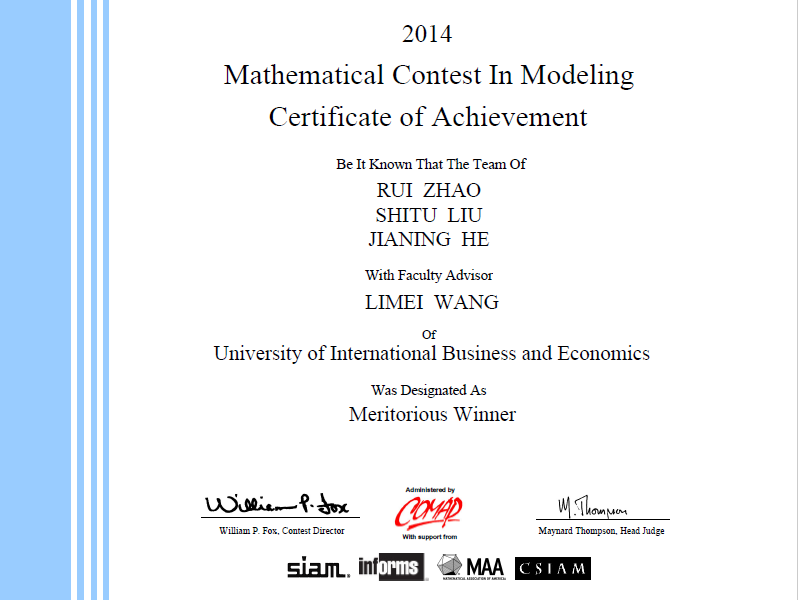 2014
Mathematical Contest In Modeling
Certificate of Achievement
Be It Known That The Team Of
RUI ZHAO
SHITU LIU
JIANING HE
With Faculty Advisor
LIMEI WANG
Of
University of International Business and Economics
Was Designated As
Meritorious Winner
William P. Fox
William P. Fox, Contest Director
Administered by
COMAP
With support from
M. Thompson
Maynard Thompson, Head Judge
siam.
informs
MAA
MATHEMATICAL ASSOCIATION OF AMERICA
CSIAM